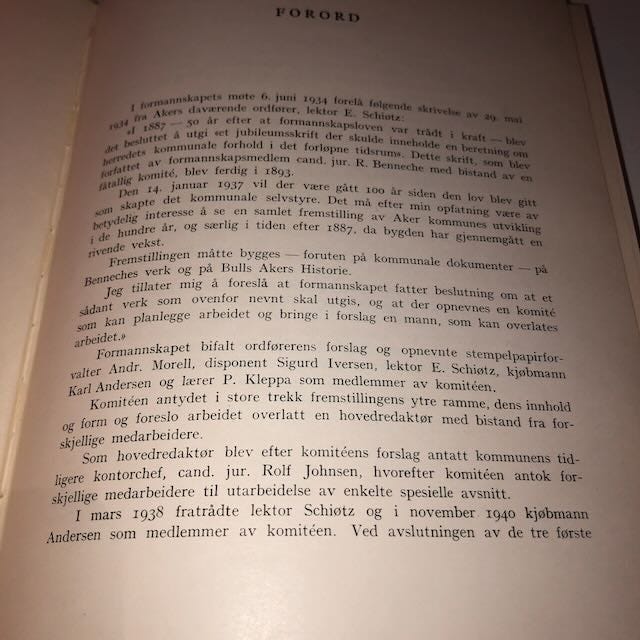 FORORD
I formannskapets møte 6. juni 1934 forelå følgende skrivelse av 29. mai
1934 fra Akers daværende ordfører, lektor E. Schiøtz:
«I 1887 — 50 år efter at formannskapsloven var trådt i kraft — blev
det besluttet å utgi «et jubileumsskrift der skulde inneholde en beretning om
herredets kommunale forhold i det forløpne tidsrum». Dette skrift, som blev
forfattet av formannskapsmedlem cand. jur. R. Benneche med bistand av en
fåtallig komité, blev ferdig i 1893.
Den 14. januar 1937 vil der være gått 100 år siden den lov blev gitt
som skapte det kommunale selvstyre. Det må efter min opfatning være av
betydelig interesse å se en samlet fremstilling av Aker kommunes utvikling
i de hundre år, og særlig i tiden efter 1887, da bygden har gjennemgått en
rivende vekst.
Fremstillingen måtte bygges — foruten på kommunale dokumenter — på
Benneches verk og på Bulls Akers Historie.
Jeg tillater mig å foreslå at formannskapet fatter beslutning om at et
sådant verk som ovenfor nevnt skal utgis, og at der opnevnes en komité
som kan planlegge arbeidet og bringe i forslag en mann, som kan overlates
arbeidet.»
Formannskapet bifalt ordførerens forslag og opnevnte stempelpapirfor-
valter Andr. Morell, disponent Sigurd Iversen, lektor E. Schiøtz, kjøbmann
Karl Andersen og lærer P. Kleppa som medlemmer av komitéen.
Komitéen antydet i store trekk fremstillingens ytre ramme, dens innhold
og form og foreslo arbeidet overlatt en hovedredaktør med bistand fra for-
skjellige medarbeidere.
Som hovedredaktør blev efter komitéens forslag antatt kommunens tid-
ligere kontorchef, cand. jur. Rolf Johnsen, hvorefter komitéen antok for-
skjellige medarbeidere til utarbeidelse av enkelte spesielle avsnitt.
I mars 1938 fratrådte lektor Schiøtz og i november 1940 kjøbmann
Andersen som medlemmer av komitéen. Ved avslutningen av de tre første